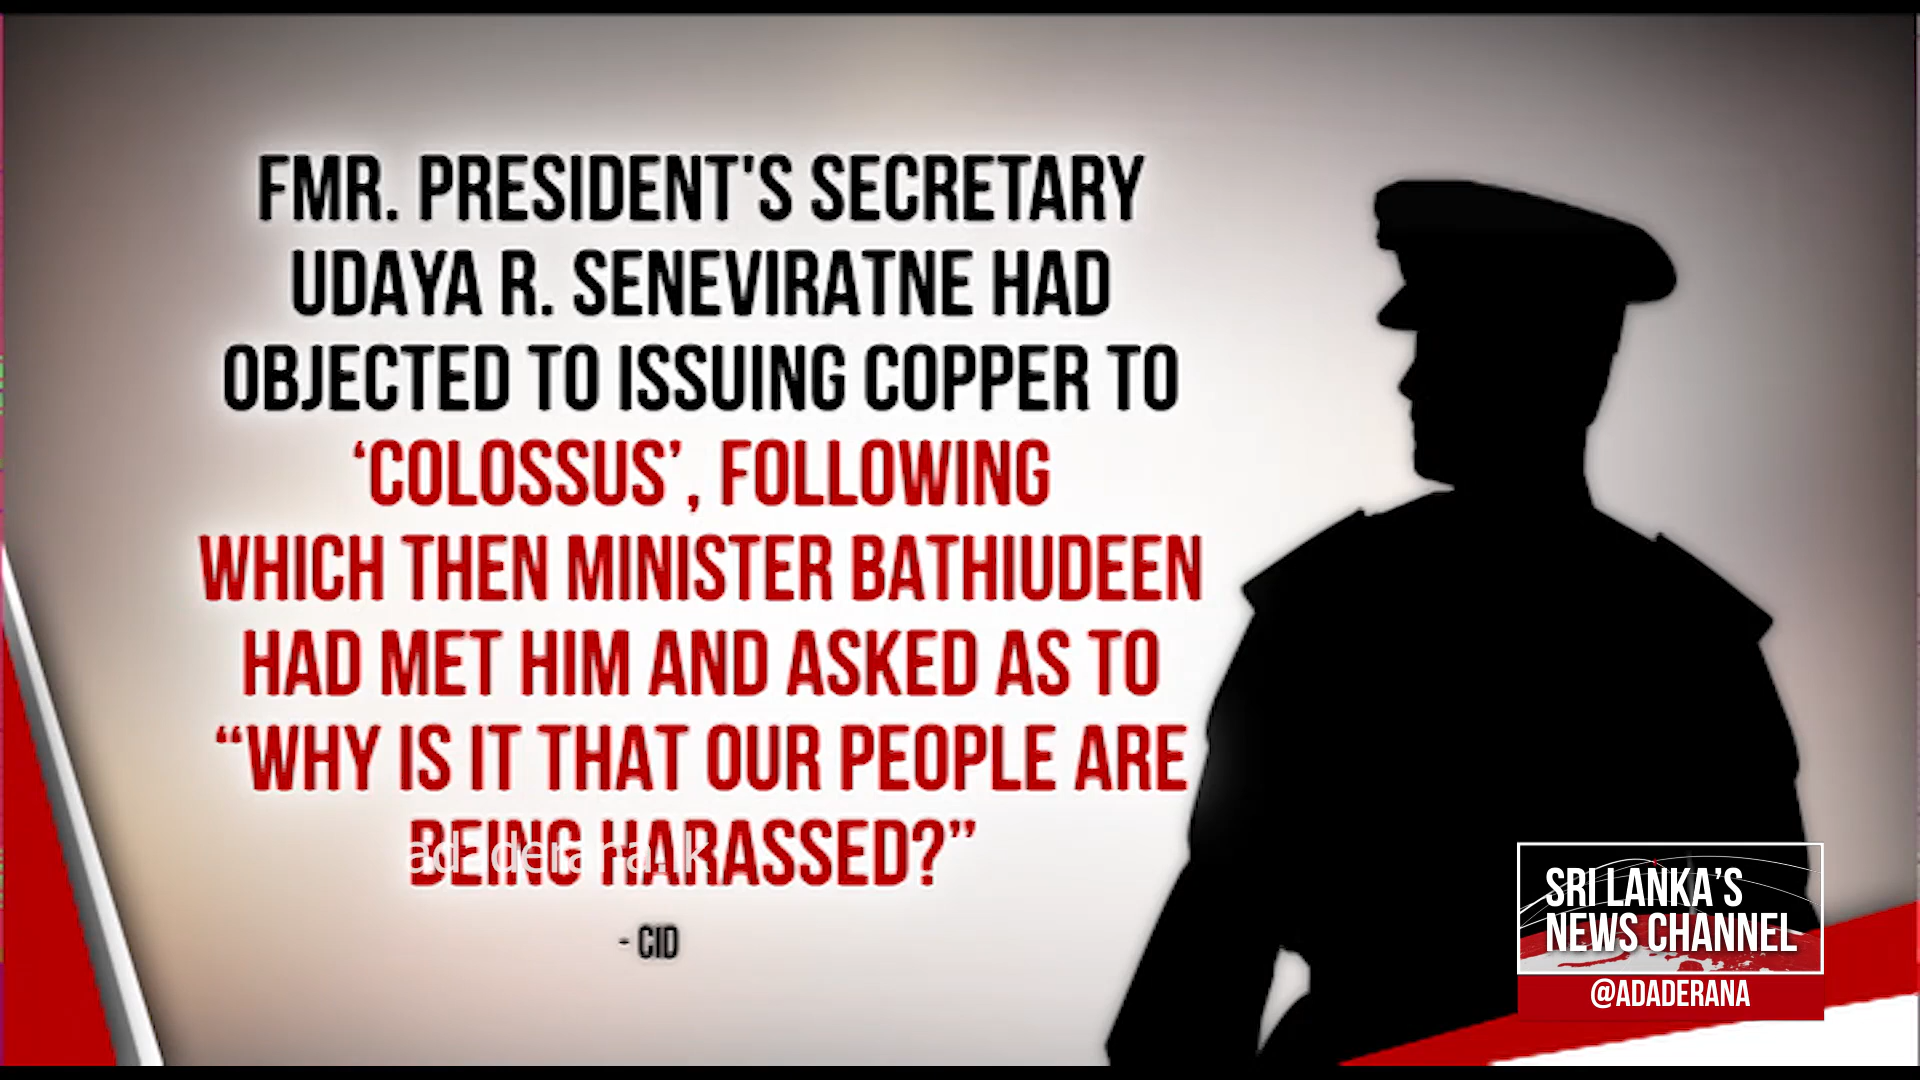 FMR. PRESIDENT'S SECRETARY
UDAYA R. SENEVIRATNE HAD
OBJECTED TO ISSUING COPPER TO
‘COLOSSUS’, FOLLOWING
WHICH THEN MINISTER BATHIUDEEN
HAD MET HIM AND ASKED AS TO
“WHY IS IT THAT OUR PEOPLE ARE
BEING HARASSED?”
adaderana.lk
- CID
SRI LANKA’S
NEWS CHANNEL
@ADADERANA